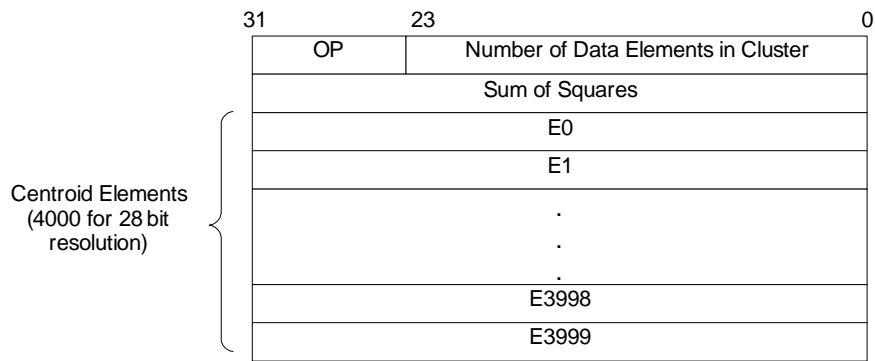 31 23 0
OP Number of Data Elements in Cluster
Sum of Squares
E0
E1
Centroid Elements
(4000 for 28 bit
resolution)
.
.
.
E3998
E3999